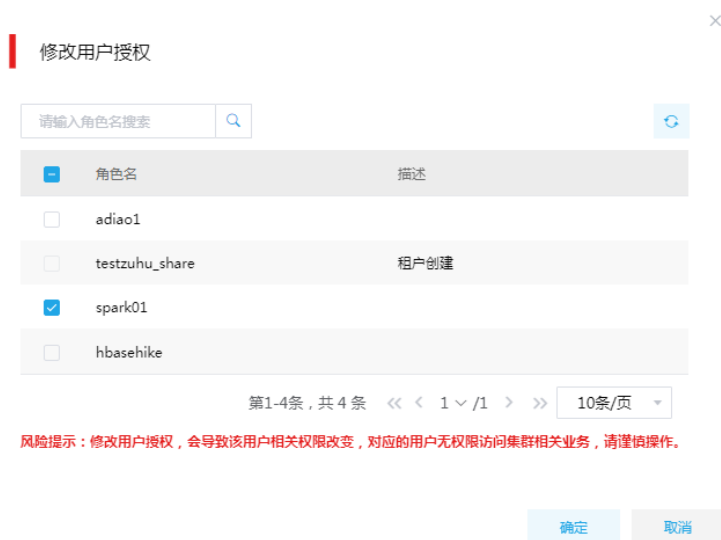 修改用户授权
请输入角色名搜索
角色名 描述
adiao1
testzuhu_share 租户创建
spark01
hbasehike
第1-4条，共 4 条 1 /1 10条/页
风险提示：修改用户授权，会导致该用户相关权限改变，对应的用户无权限访问集群相关业务，请谨慎操作。
确定 取消